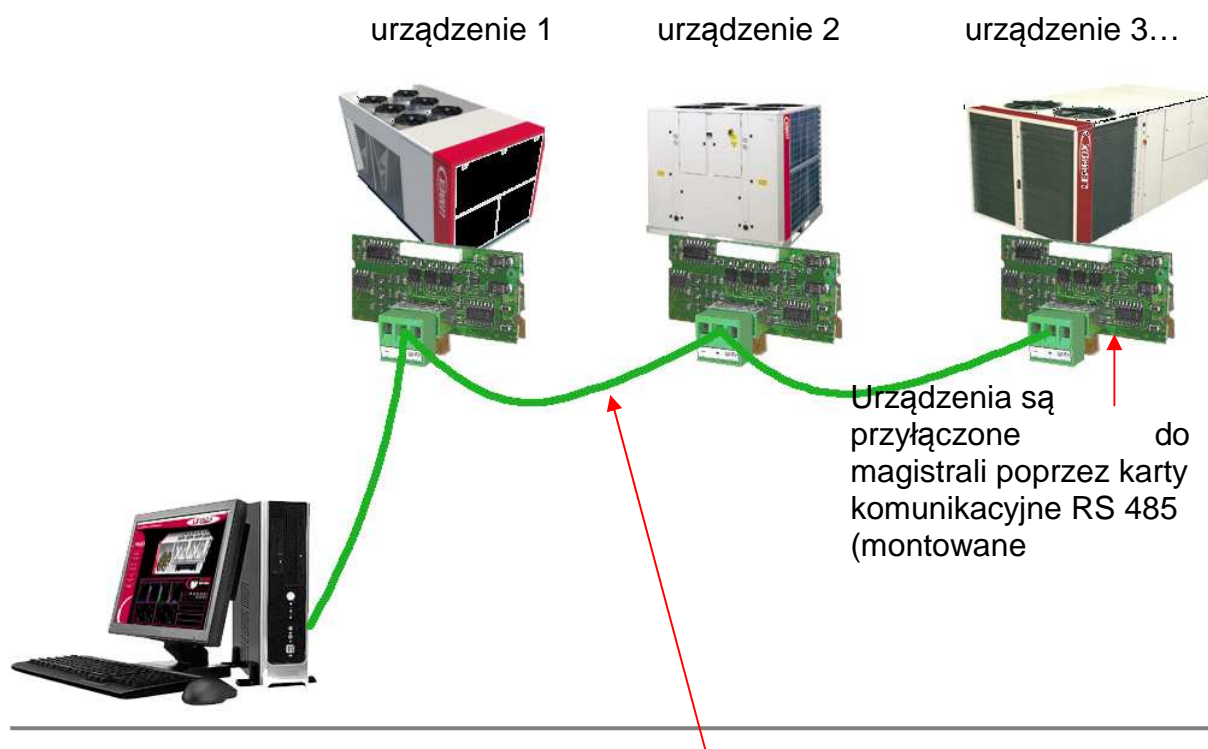 urządzenie 1 urządzenie 2 urządzenie 3…
Urządzenia są
przyłączone do
magistrali poprzez karty
komunikacyjne RS 485
(montowane